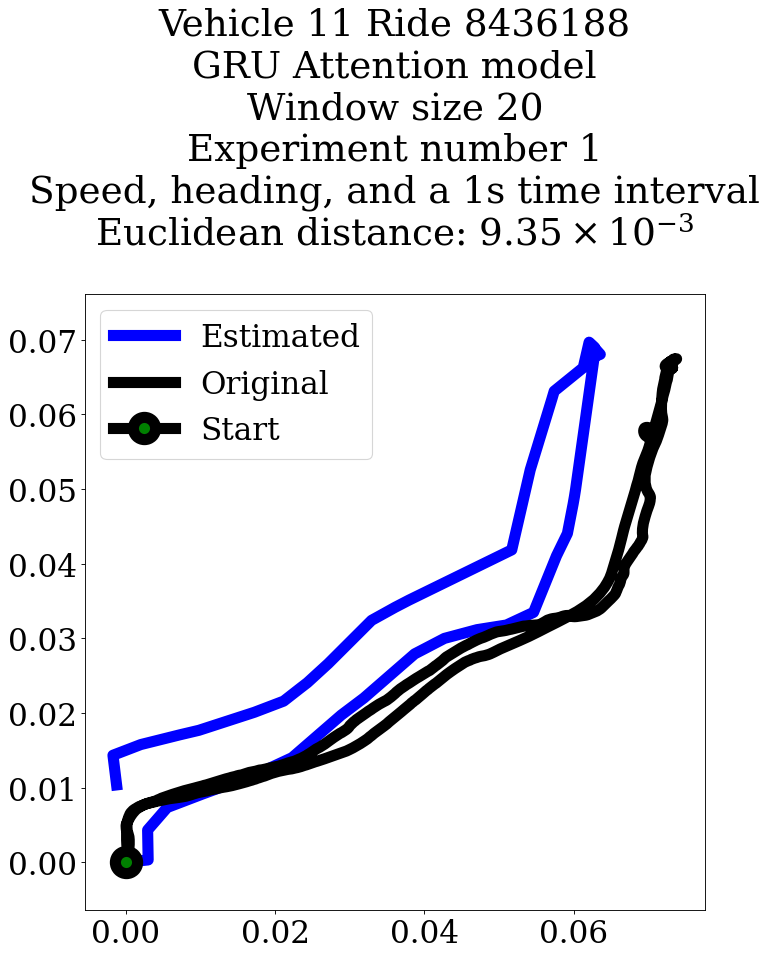 Vehicle 11 Ride 8436188
GRU Attention model
Window size 20
Experiment number 1
Speed, heading, and a 1s time interval
Euclidean distance: 9.35 × 10⁻³
Estimated
Original
Start
0.07
0.06
0.05
0.04
0.03
0.02
0.01
0.00
0.00 0.02 0.04 0.06